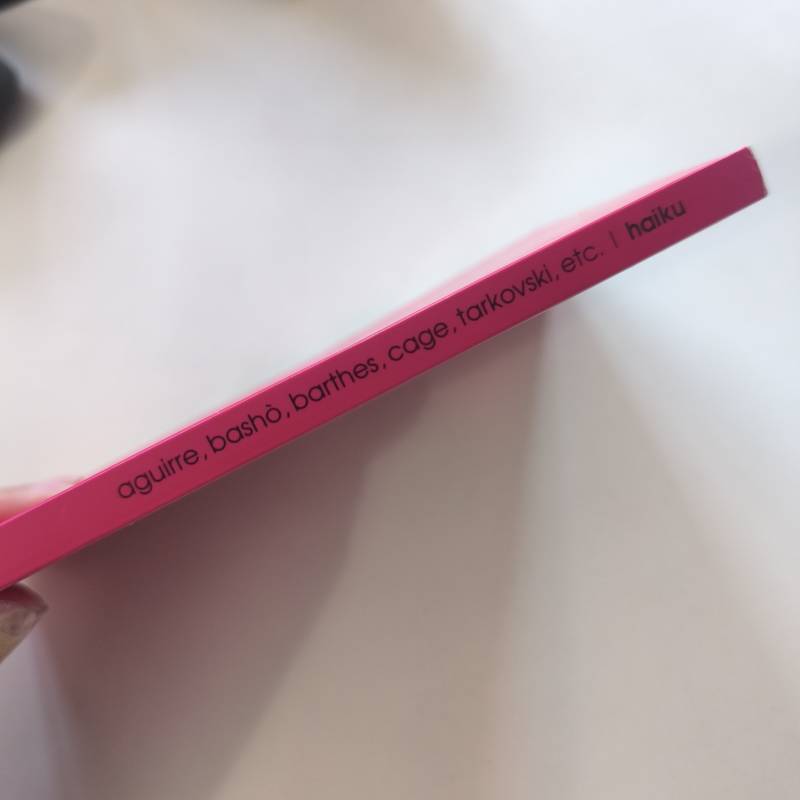 aguirre, bashò, barthes, cage, tarkovski, etc. | haiku